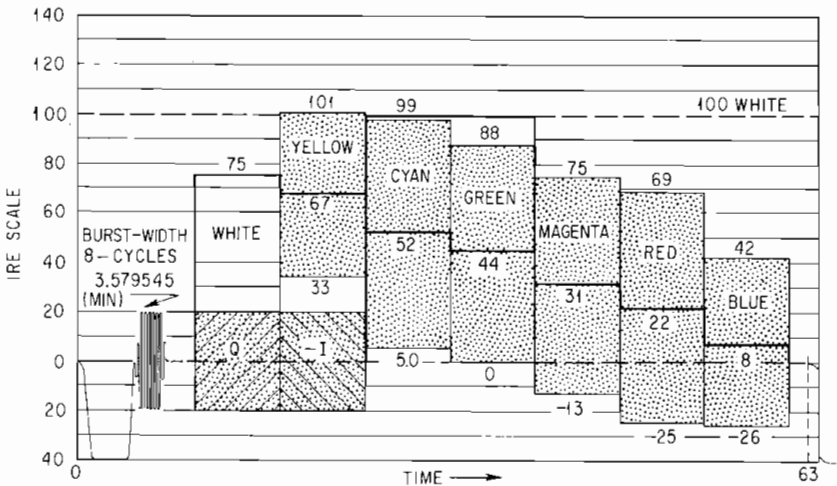 140
120
100
80
60
40
20
0
20
40
IRE SCALE
BURST-WIDTH
8-CYCLES
3.579545
(MIN)
75
WHITE
Q
101
YELLOW
67
33
-I
99
CYAN
52
5.0
88
GREEN
44
0
100 WHITE
75
MAGENTA
31
-13
69
RED
22
-25
42
BLUE
8
-26
0
TIME
63